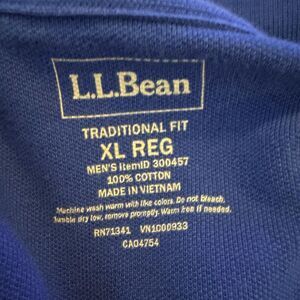 L.L.Bean
TRADITIONAL FIT
XL REG
MEN'S ItemID 300457
100% COTTON
MADE IN VIETNAM
Machine wash warm with like colors. Do not Bleach.
Tumble dry low, remove promptly. Warm iron if needed.
RN71341 VN1000933
CA04754